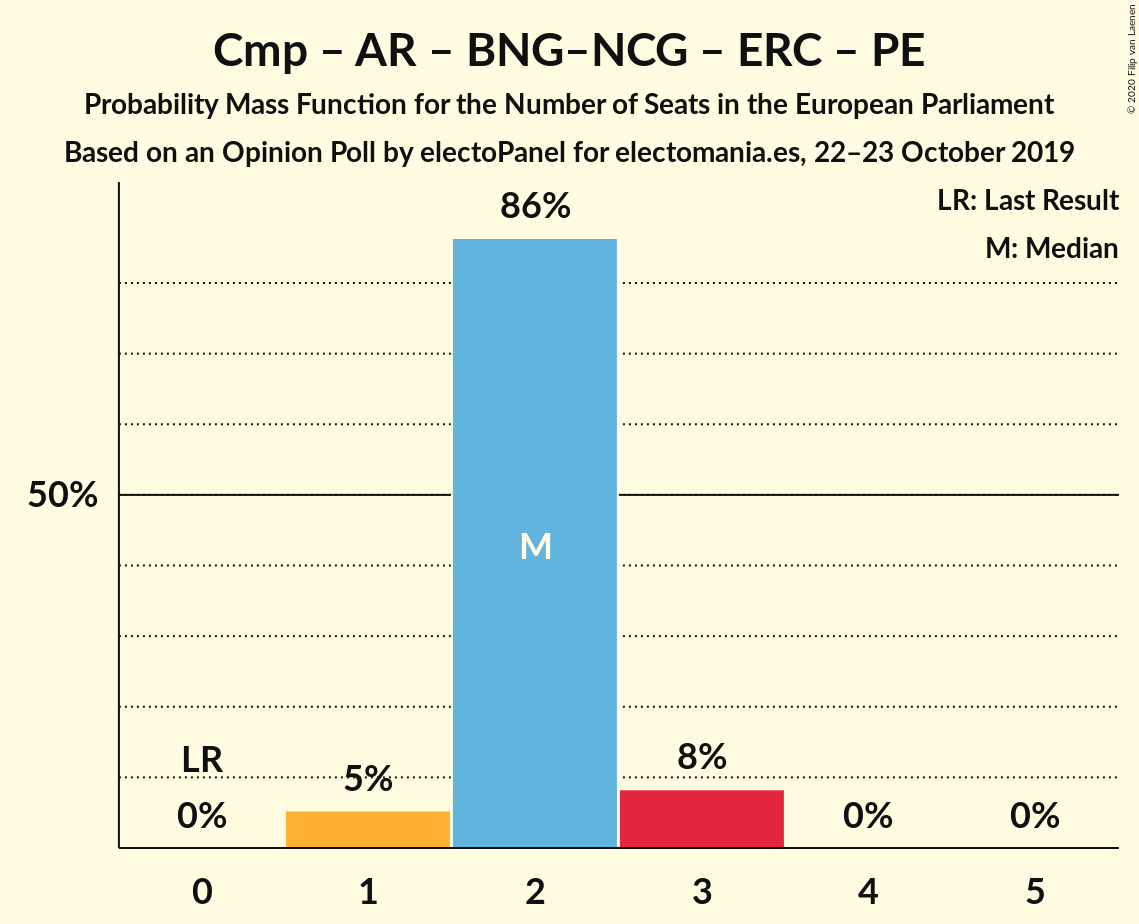 Cmp – AR – BNG–NCG – ERC – PE
Probability Mass Function for the Number of Seats in the European Parliament
Based on an Opinion Poll by electoPanel for electomania.es, 22–23 October 2019
© 2020 Filip van Laenen
LR: Last Result
M: Median
86%
50%
M
LR
0%
5%
8%
0%
0%
0 1 2 3 4 5